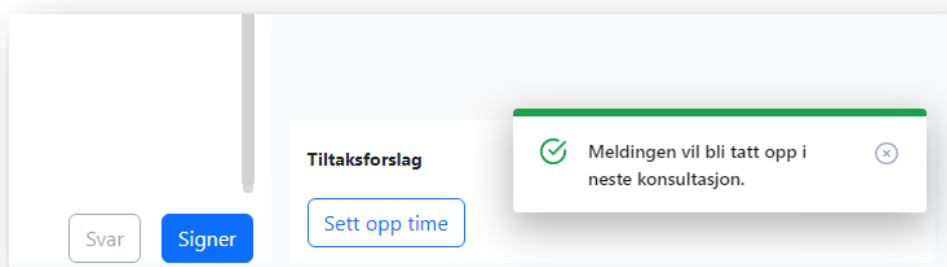 Tiltaksforslag
Meldingen vil bli tatt opp i
neste konsultasjon.
Sett opp time
Svar
Signer